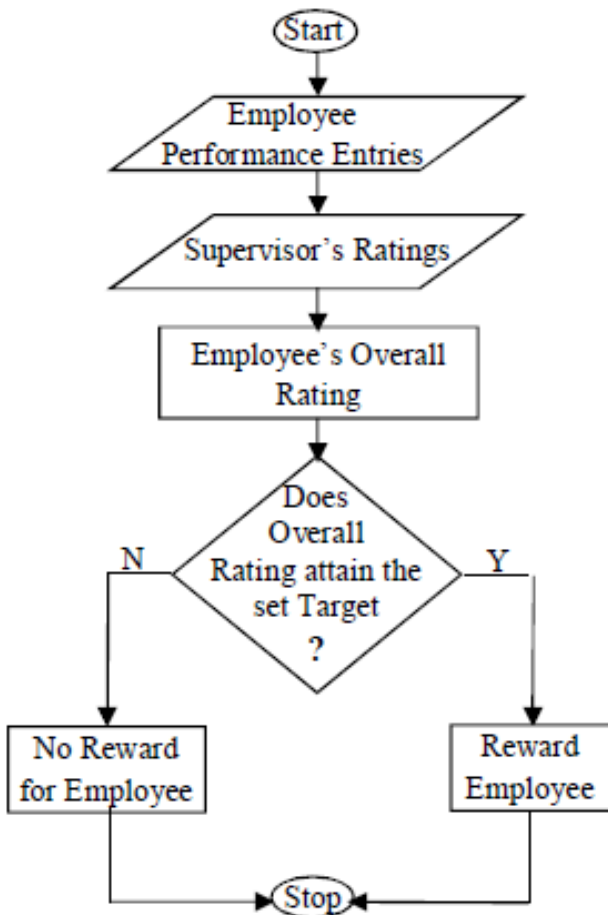 Start
Employee
Performance Entries
Supervisor's Ratings
Employee's Overall
Rating
Does
Overall
Rating attain the
set Target
?
N
Y
No Reward
for Employee
Reward
Employee
Stop